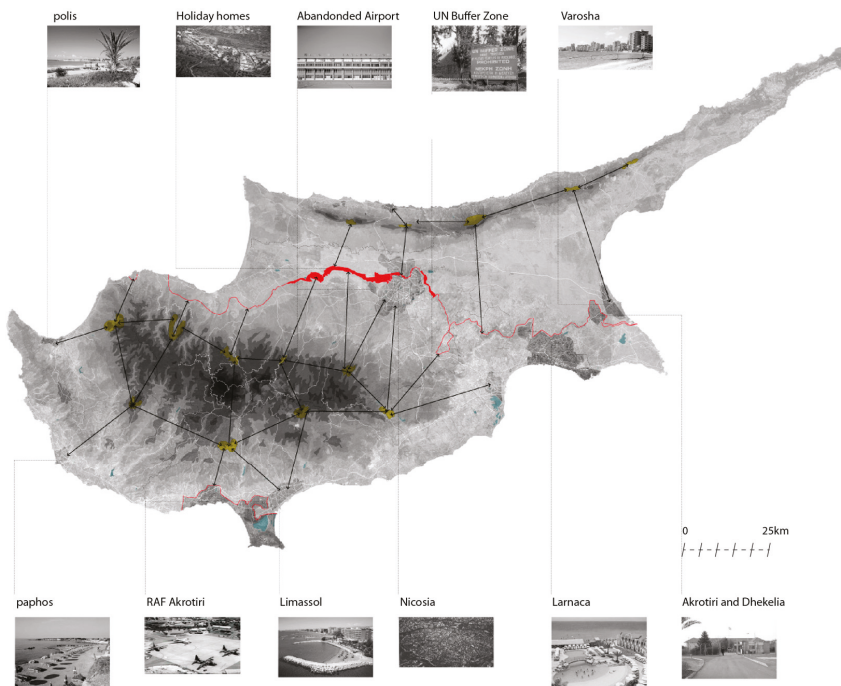 polis
Holiday homes
Abandonded Airport
UN Buffer Zone
Varosha
0 25km
paphos
RAF Akrotiri
Limassol
Nicosia
Larnaca
Akrotiri and Dhekelia